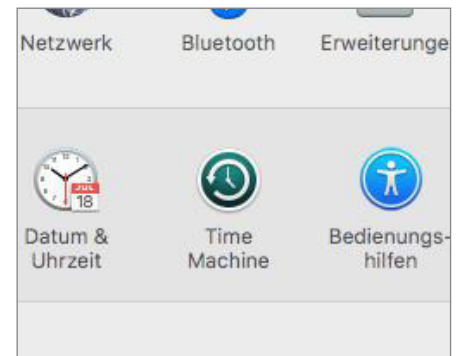 Netzwerk Bluetooth Erweiterunge
JUL
18
Datum & Time Bedienungs-
Uhrzeit Machine hilfen